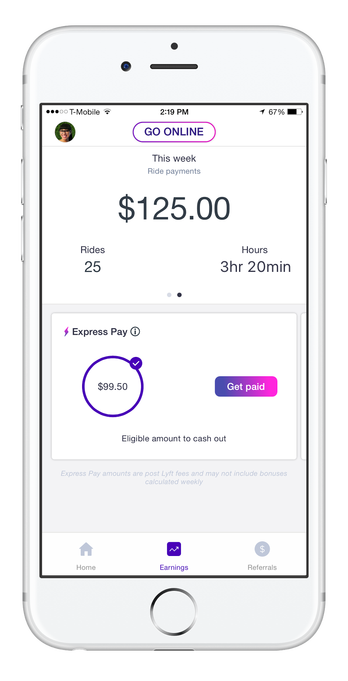 T-Mobile 2:19 PM 67%
GO ONLINE
This week
Ride payments
$125.00
Rides Hours
25 3hr 20min
Express Pay
$99.50 Get paid
Eligible amount to cash out
Express Pay amounts are post Lyft fees and may not include bonuses
calculated weekly
Home Earnings Referrals